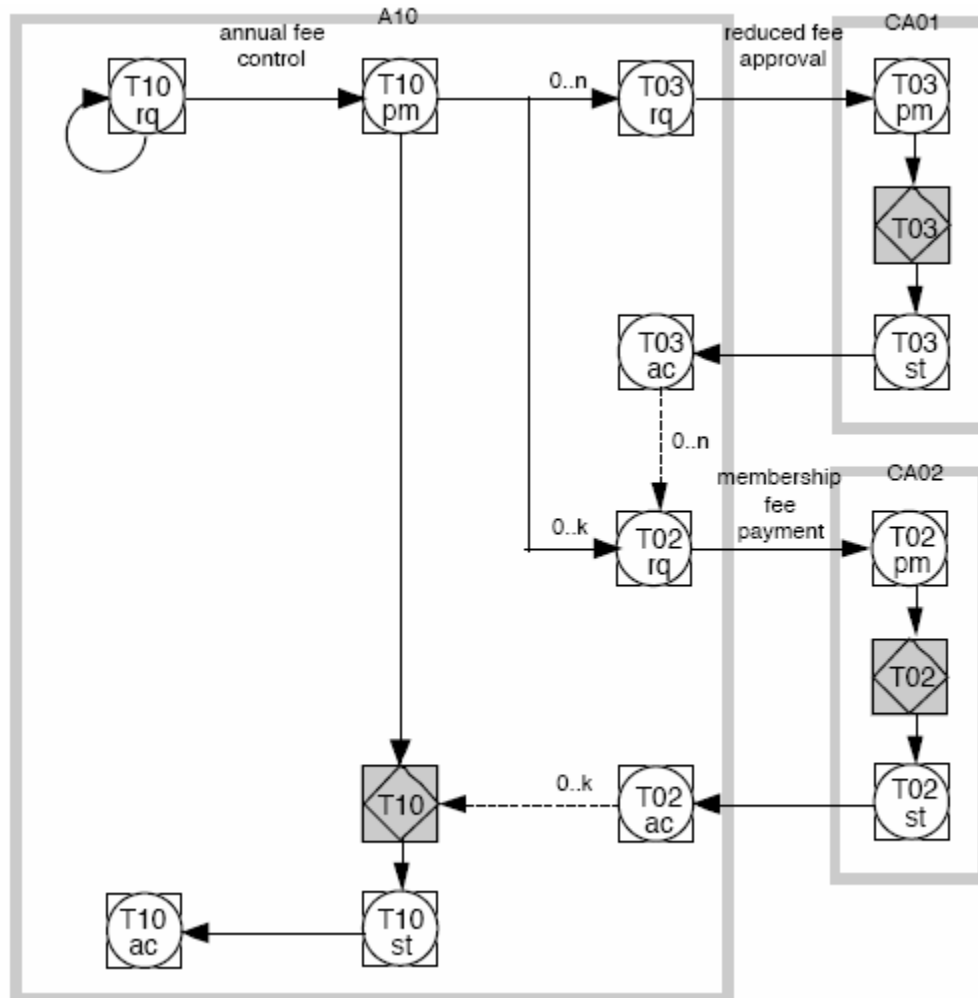 A10
CA01
annual fee
control
reduced fee
approval
T10
rq
T10
pm
0..n
T03
rq
T03
pm
T03
T03
ac
T03
st
0..n
CA02
membership
fee
payment
0..k
T02
rq
T02
pm
T02
T10
0..k
T02
ac
T02
st
T10
ac
T10
st